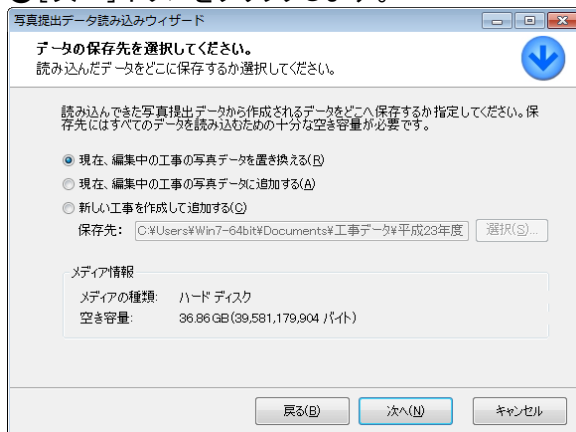 写真提出データ読み込みウィザード
データの保存先を選択してください。
読み込んだデータをどこに保存するか選択してください。
読み込んできた写真提出データから作成されるデータをどこへ保存するか指定してください。保
存先にはすべてのデータを読み込むための十分な空き容量が必要です。
現在、編集中の工事の写真データを置き換える(R)
現在、編集中の工事の写真データに追加する(A)
新しい工事を作成して追加する(C)
保存先: C:¥Users¥Win7-64bit¥Documents¥工事データ¥平成23年度 選択(S)...
メディア情報
メディアの種類: ハード ディスク
空き容量: 36.86 GB (39,581,179,904 バイト)
戻る(B) 次へ(N) キャンセル